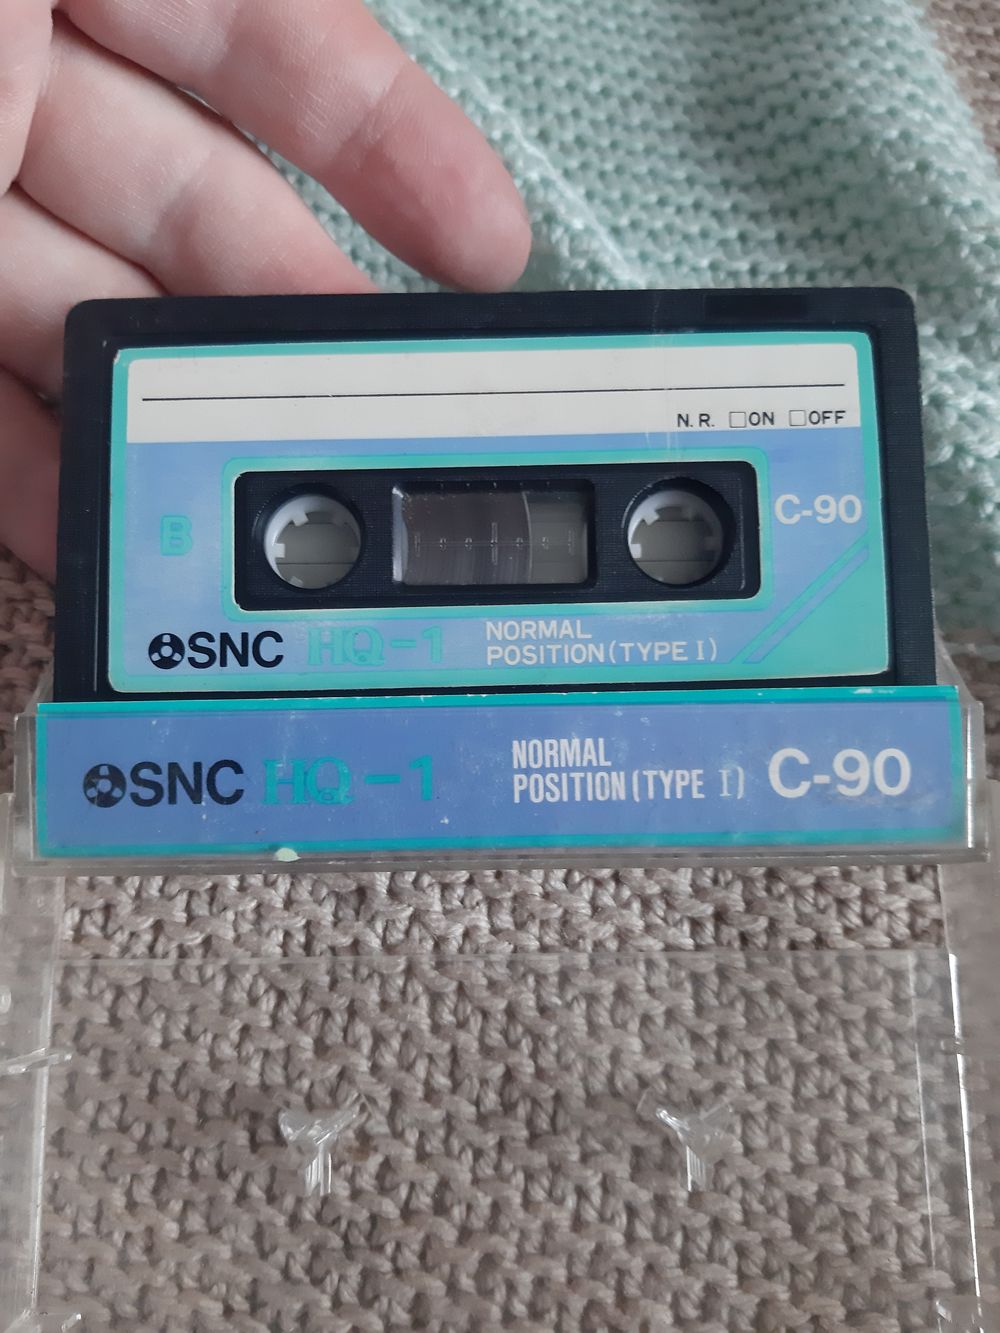 N.R. □ON □OFF
B
C-90
SNC HQ-1 NORMAL
POSITION (TYPE I)
SNC HQ-1 NORMAL
POSITION (TYPE I) C-90